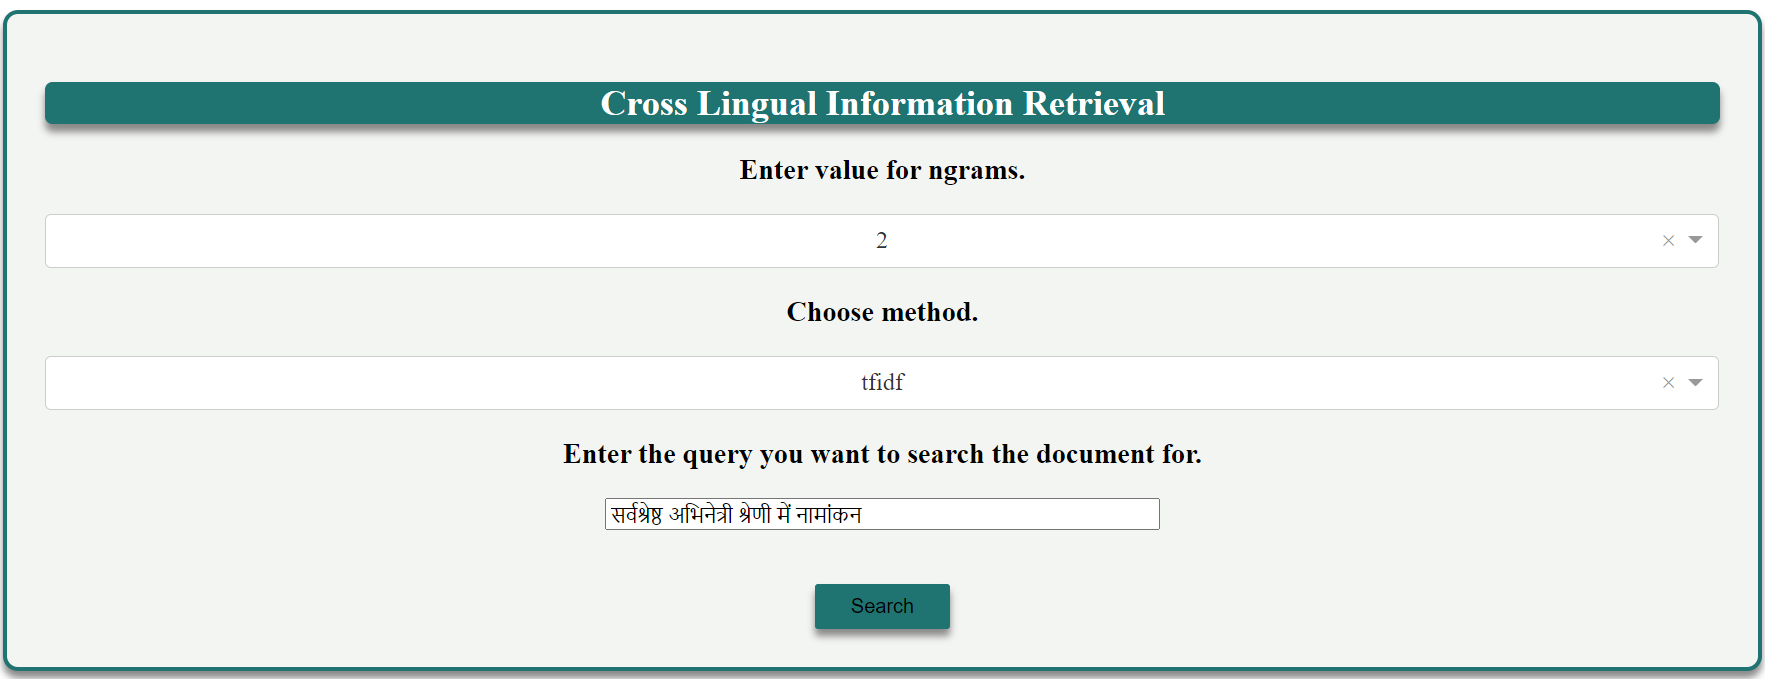 Cross Lingual Information Retrieval
Enter value for ngrams.
2
Choose method.
tfidf
Enter the query you want to search the document for.
सर्वश्रेष्ठ अभिनेत्री श्रेणी में नामांकन
Search